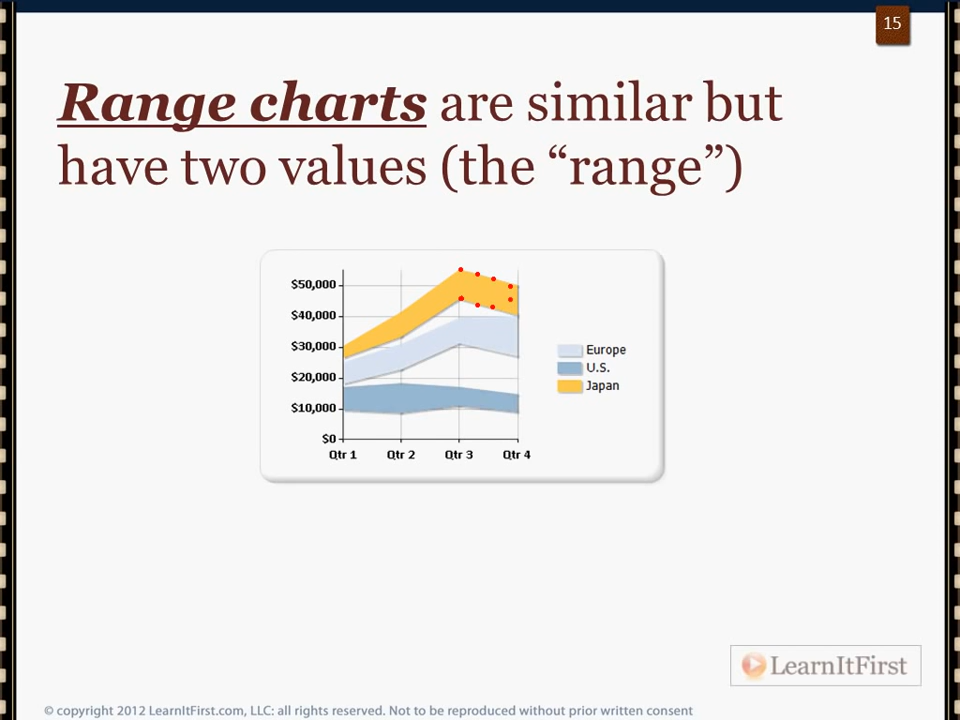 15
Range charts are similar but
have two values (the “range”)
$50,000
$40,000
$30,000
$20,000
$10,000
$0
Qtr 1 Qtr 2 Qtr 3 Qtr 4
Europe
U.S.
Japan
LearnItFirst
© copyright 2012 LearnItFirst.com, LLC: all rights reserved. Not to be reproduced without prior written consent